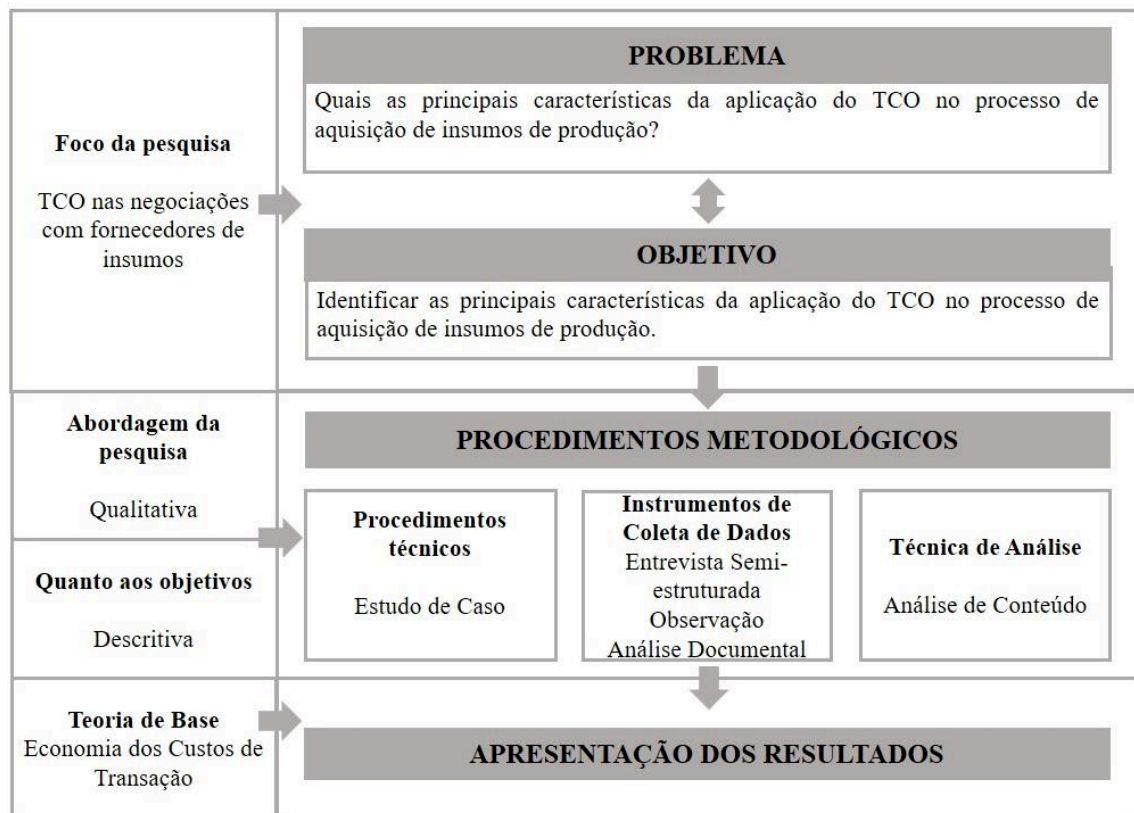 PROBLEMA
Quais as principais características da aplicação do TCO no processo de
aquisição de insumos de produção?
Foco da pesquisa
TCO nas negociações
com fornecedores de
insumos
OBJETIVO
Identificar as principais características da aplicação do TCO no processo de
aquisição de insumos de produção.
Abordagem da
pesquisa
Qualitativa
Quanto aos objetivos
Descritiva
PROCEDIMENTOS METODOLÓGICOS
Procedimentos
técnicos
Estudo de Caso
Instrumentos de
Coleta de Dados
Entrevista Semi-
estruturada
Observação
Análise Documental
Técnica de Análise
Análise de Conteúdo
Teoria de Base
Economia dos Custos de
Transação
APRESENTAÇÃO DOS RESULTADOS